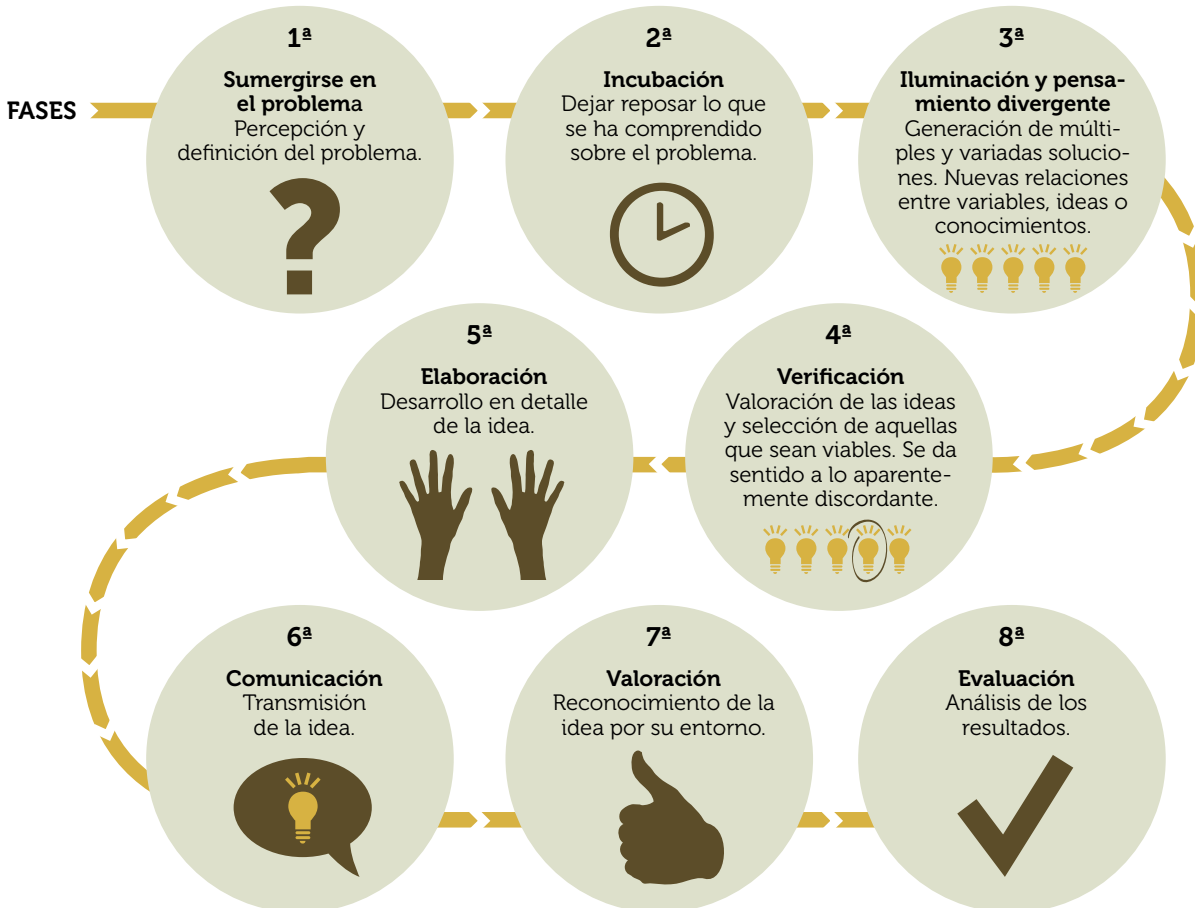 FASES
1ª
Sumergirse en
el problema
Percepción y
definición del problema.
2ª
Incubación
Dejar reposar lo que
se ha comprendido
sobre el problema.
3ª
Iluminación y pensa-
miento divergente
Generación de múlti-
ples y variadas solucio-
nes. Nuevas relaciones
entre variables, ideas o
conocimientos.
4ª
Verificación
Valoración de las ideas
y selección de aquellas
que sean viables. Se da
sentido a lo aparente-
mente discordante.
5ª
Elaboración
Desarrollo en detalle
de la idea.
6ª
Comunicación
Transmisión
de la idea.
7ª
Valoración
Reconocimiento de la
idea por su entorno.
8ª
Evaluación
Análisis de los
resultados.